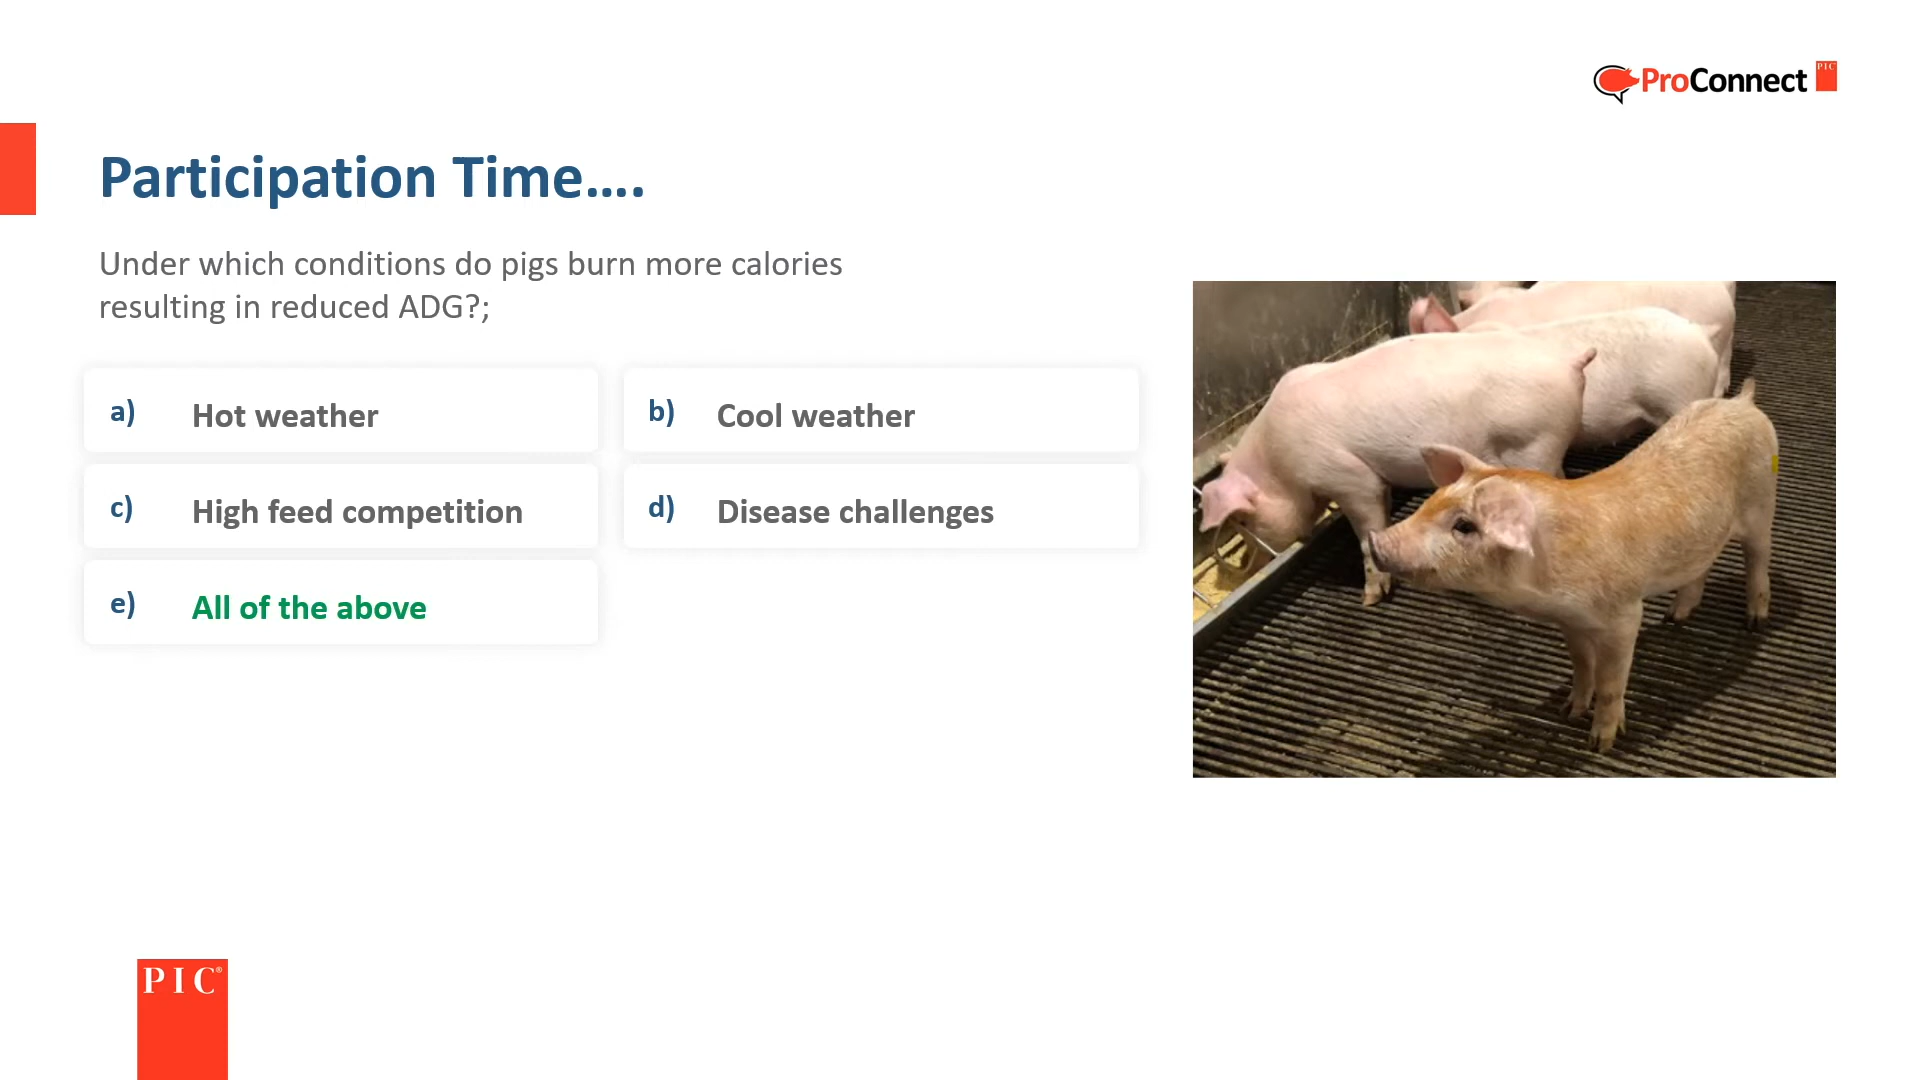 ProConnect PIC
Participation Time….
Under which conditions do pigs burn more calories
resulting in reduced ADG?;
a) Hot weather
b) Cool weather
c) High feed competition
d) Disease challenges
e) All of the above
PIC®